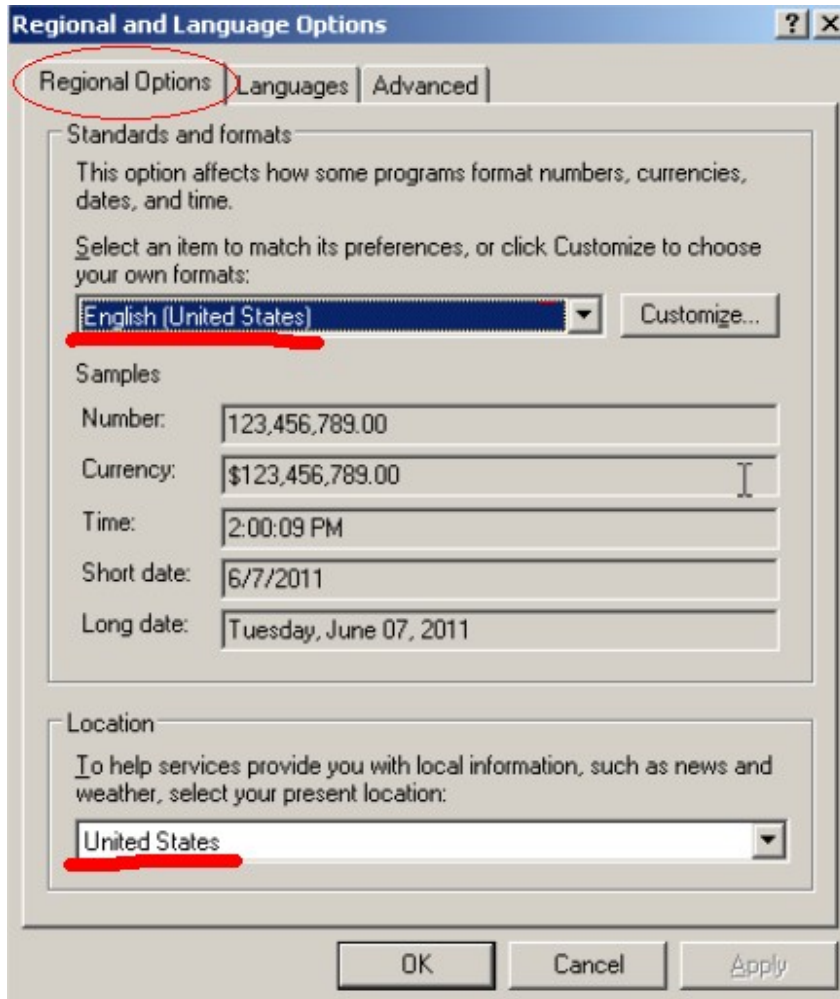 Regional and Language Options
Regional Options Languages Advanced
Standards and formats
This option affects how some programs format numbers, currencies,
dates, and time.
Select an item to match its preferences, or click Customize to choose
your own formats:
English (United States) Customize...
Samples
Number: 123,456,789.00
Currency: $123,456,789.00
Time: 2:00:09 PM
Short date: 6/7/2011
Long date: Tuesday, June 07, 2011
Location
To help services provide you with local information, such as news and
weather, select your present location:
United States
OK Cancel Apply